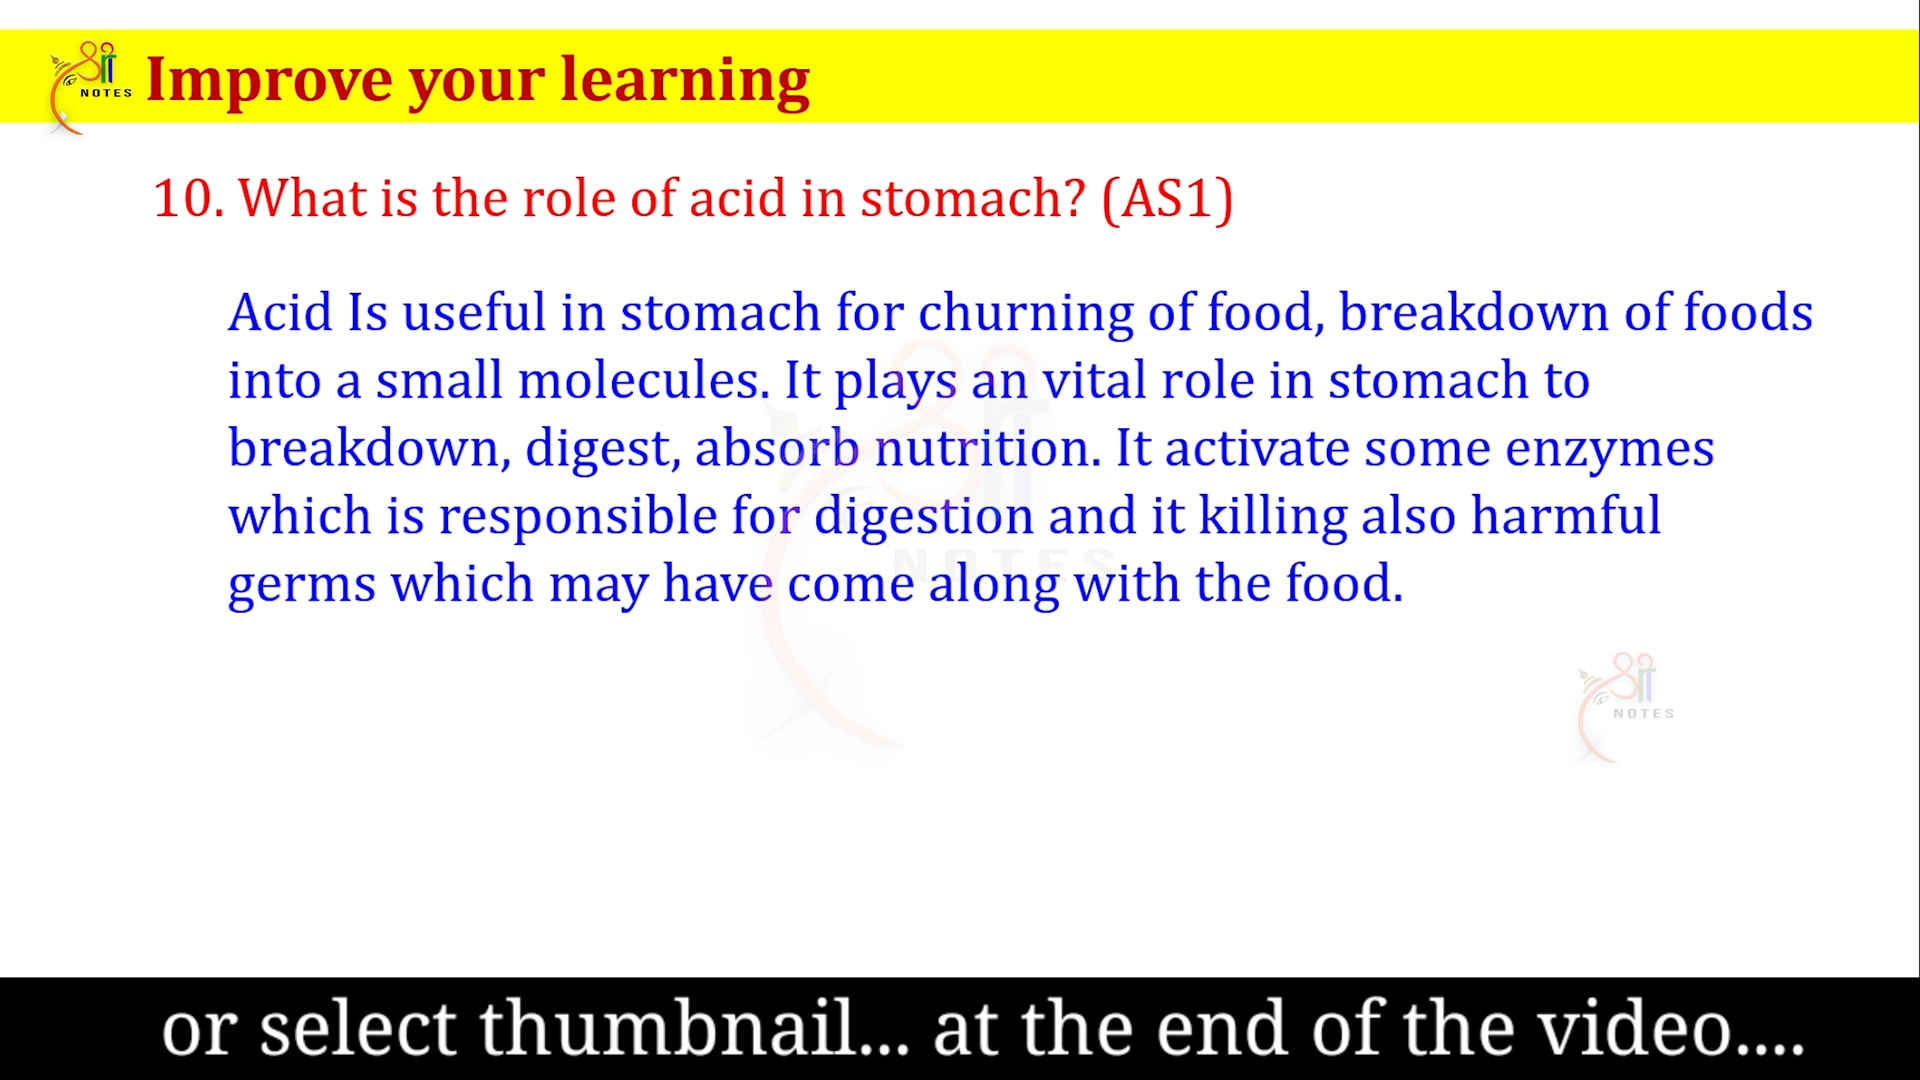 श्री
NOTES
Improve your learning
10. What is the role of acid in stomach? (AS1)
Acid Is useful in stomach for churning of food, breakdown of foods
into a small molecules. It plays an vital role in stomach to
breakdown, digest, absorb nutrition. It activate some enzymes
which is responsible for digestion and it killing also harmful
germs which may have come along with the food.
NOTES
श्री
NOTES
or select thumbnail... at the end of the video....